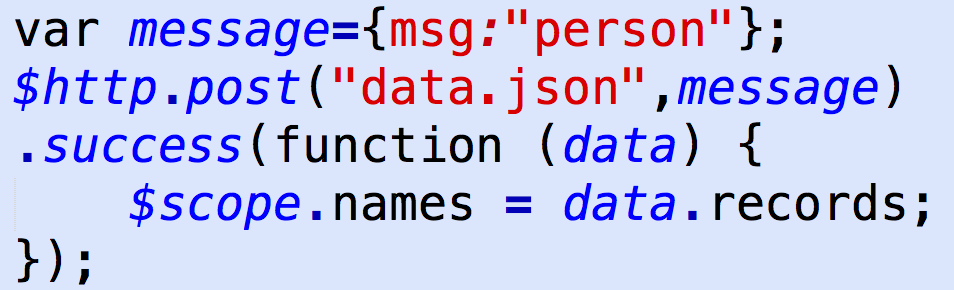 var message={msg:"person"};
$http.post("data.json",message)
.success(function (data) {
    $scope.names = data.records;
});